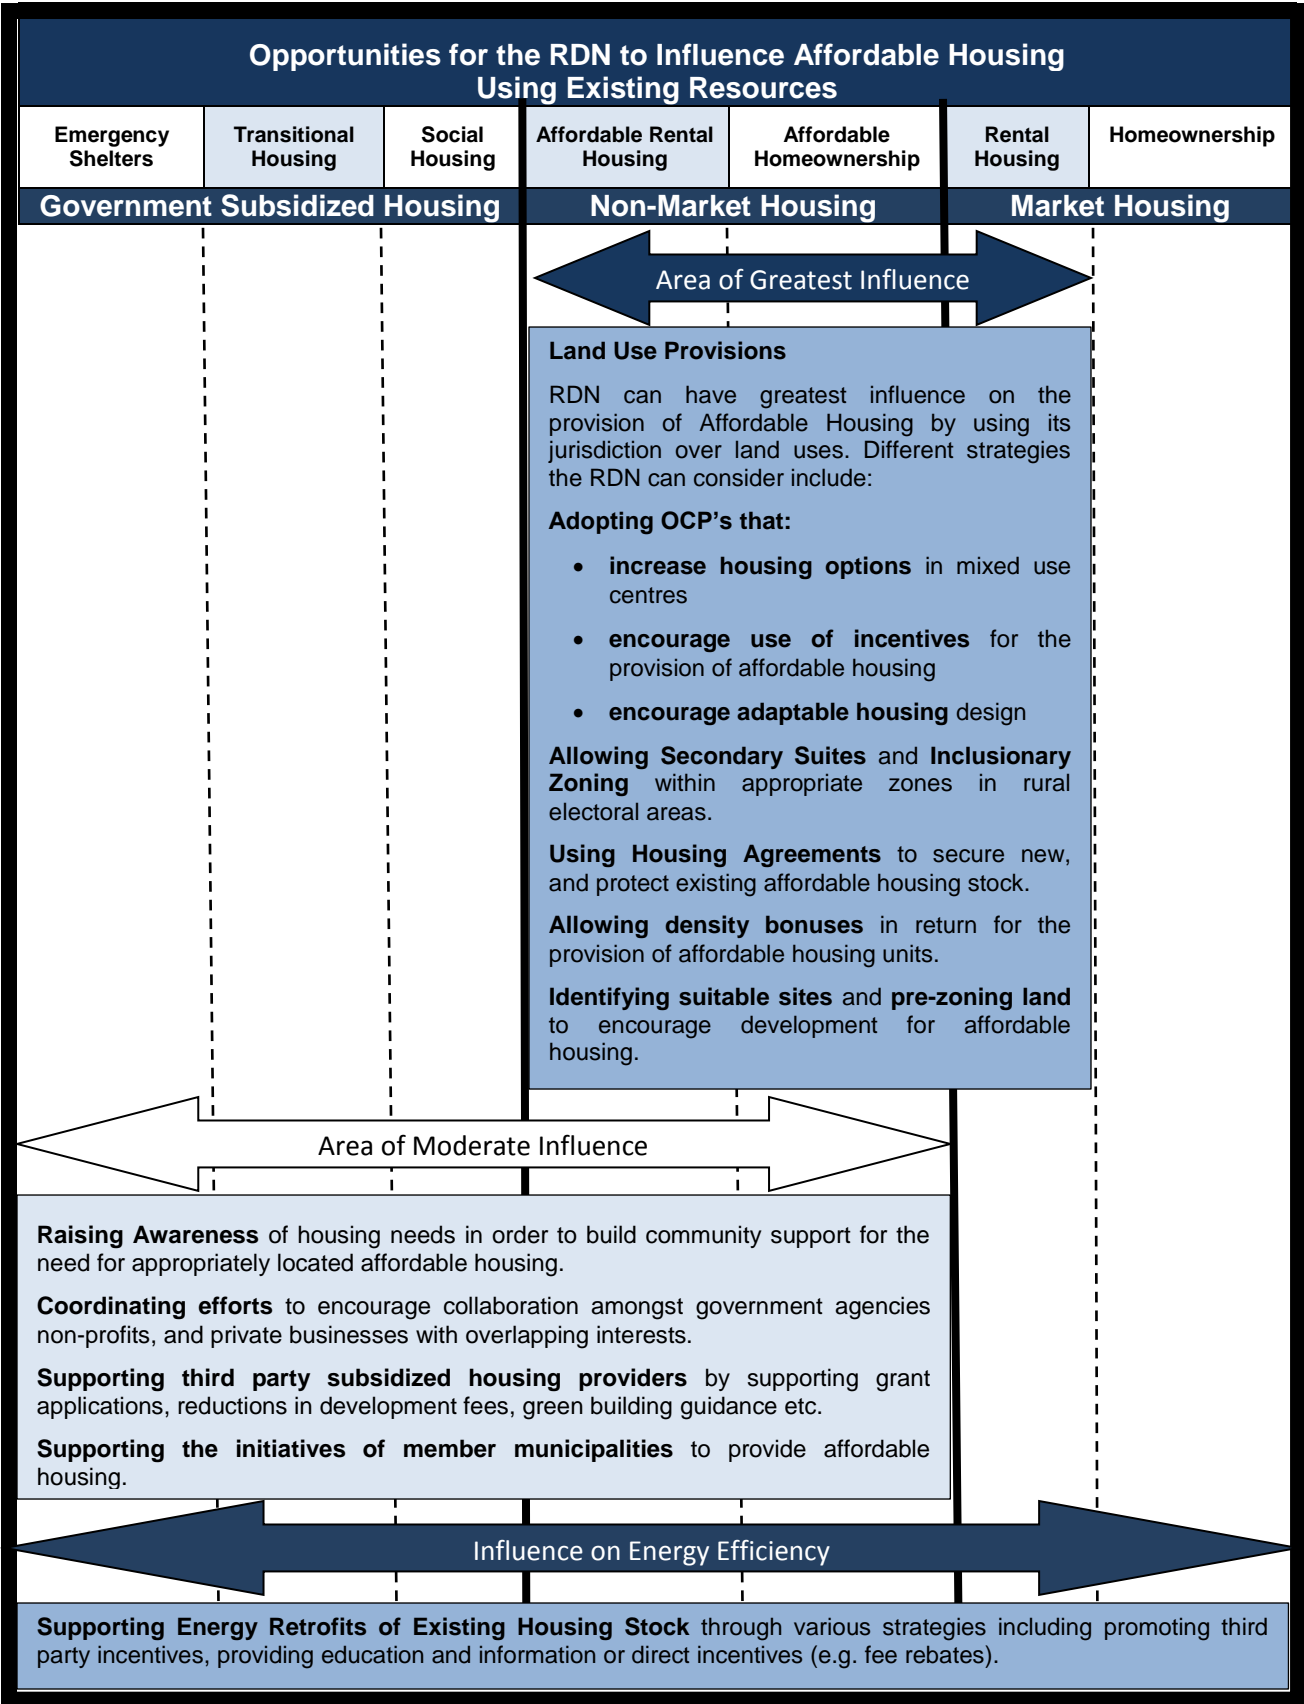 Opportunities for the RDN to Influence Affordable Housing
Using Existing Resources
Emergency
Shelters
Transitional
Housing
Social
Housing
Affordable Rental
Housing
Affordable
Homeownership
Rental
Housing
Homeownership
Government Subsidized Housing
Non-Market Housing
Market Housing
Area of Greatest Influence
Land Use Provisions
RDN can have greatest influence on the
provision of Affordable Housing by using its
jurisdiction over land uses. Different strategies
the RDN can consider include:
Adopting OCP’s that:
• increase housing options in mixed use
centres
• encourage use of incentives for the
provision of affordable housing
• encourage adaptable housing design
Allowing Secondary Suites and Inclusionary
Zoning within appropriate zones in rural
electoral areas.
Using Housing Agreements to secure new,
and protect existing affordable housing stock.
Allowing density bonuses in return for the
provision of affordable housing units.
Identifying suitable sites and pre-zoning land
to encourage development for affordable
housing.
Area of Moderate Influence
Raising Awareness of housing needs in order to build community support for the
need for appropriately located affordable housing.
Coordinating efforts to encourage collaboration amongst government agencies
non-profits, and private businesses with overlapping interests.
Supporting third party subsidized housing providers by supporting grant
applications, reductions in development fees, green building guidance etc.
Supporting the initiatives of member municipalities to provide affordable
housing.
Influence on Energy Efficiency
Supporting Energy Retrofits of Existing Housing Stock through various strategies including promoting third
party incentives, providing education and information or direct incentives (e.g. fee rebates).